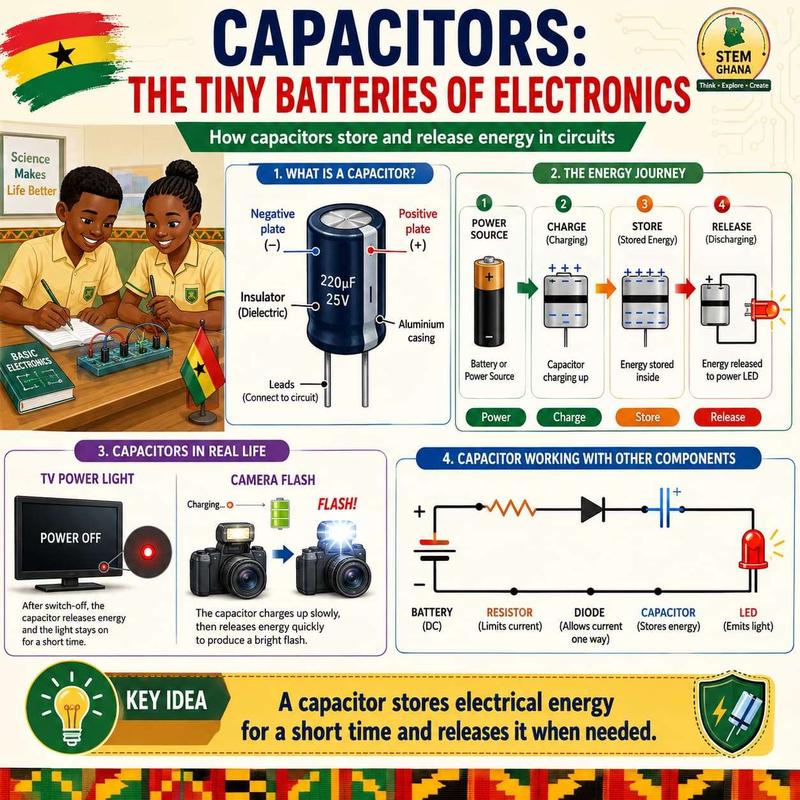 CAPACITORS:
THE TINY BATTERIES OF ELECTRONICS
How capacitors store and release energy in circuits
STEM
GHANA
Think • Explore • Create
Science
Makes
Life Better
BASIC
ELECTRONICS
1. WHAT IS A CAPACITOR?
Negative
plate
(−)
Positive
plate
(+)
220µF
25V
Insulator
(Dielectric)
Aluminium
casing
Leads
(Connect to circuit)
2. THE ENERGY JOURNEY
1
POWER
SOURCE
+
Battery or
Power Source
Power
2
CHARGE
(Charging)
+ + +
- - -
Capacitor
charging up
Charge
3
STORE
(Stored Energy)
+ + + +
Energy stored
inside
Store
4
RELEASE
(Discharging)
+
Energy released
to power LED
Release
3. CAPACITORS IN REAL LIFE
TV POWER LIGHT
POWER OFF
After switch-off, the
capacitor releases energy
and the light stays on
for a short time.
CAMERA FLASH
Charging...
FLASH!
The capacitor charges up slowly,
then releases energy quickly
to produce a bright flash.
4. CAPACITOR WORKING WITH OTHER COMPONENTS
+
−
+
BATTERY
(DC)
RESISTOR
(Limits current)
DIODE
(Allows current
one way)
CAPACITOR
(Stores energy)
LED
(Emits light)
KEY IDEA
A capacitor stores electrical energy
for a short time and releases it when needed.